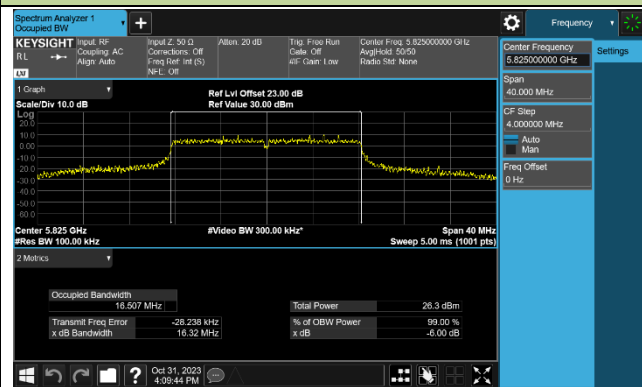 Spectrum Analyzer 1
Occupied BW
Frequency
KEYSIGHT
RL
LXI
Input: RF
Coupling: AC
Align: Auto
Input Z: 50 Ω
Corrections: Off
Freq Ref: Int (S)
NFE: Off
Atten: 20 dB
Trig: Free Run
Gate: Off
#IF Gain: Low
Center Freq: 5.825000000 GHz
Avg|Hold: 50/50
Radio Std: None
Center Frequency
5.825000000 GHz
Settings
Span
40.000 MHz
CF Step
4.000000 MHz
Auto
Man
Freq Offset
0 Hz
1 Graph
Scale/Div 10.0 dB
Ref Lvl Offset 23.00 dB
Ref Value 30.00 dBm
Log
20.0
10.0
0.00
-10.0
-20.0
-30.0
-40.0
-50.0
-60.0
Center 5.825 GHz
#Res BW 100.00 kHz
#Video BW 300.00 kHz*
Span 40 MHz
Sweep 5.00 ms (1001 pts)
2 Metrics
Occupied Bandwidth
16.507 MHz
Total Power 26.3 dBm
Transmit Freq Error -28.238 kHz
% of OBW Power 99.00 %
x dB Bandwidth 16.32 MHz
x dB -6.00 dB
?
Oct 31, 2023
4:09:44 PM